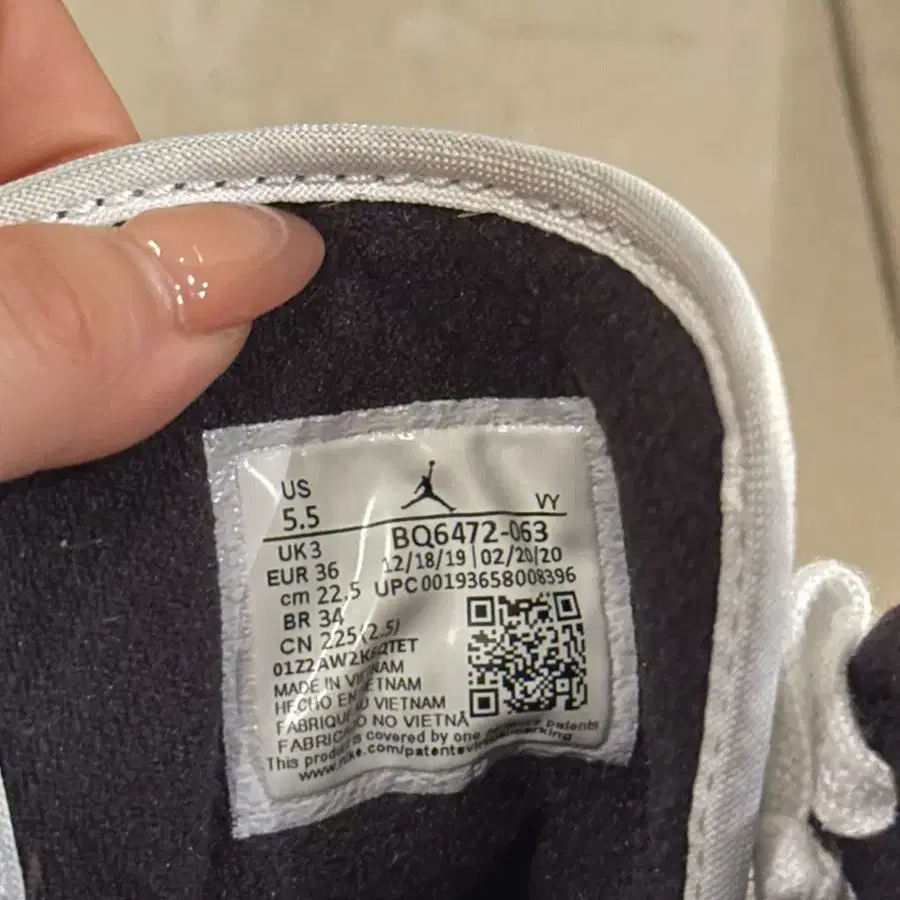 US
5.5
VY
BQ6472-063
UK 3
12/18/19 | 02/20/20
EUR 36
UPC 00193658008396
cm 22.5
BR 34
CN 225(2.5)
MADE IN VIETNAM
HECHO EN VIETNAM
FABRIQUÉ AU VIETNAM
FABRICADO NO VIETNÃ
This product is covered by one patents
www.nike.com/patents